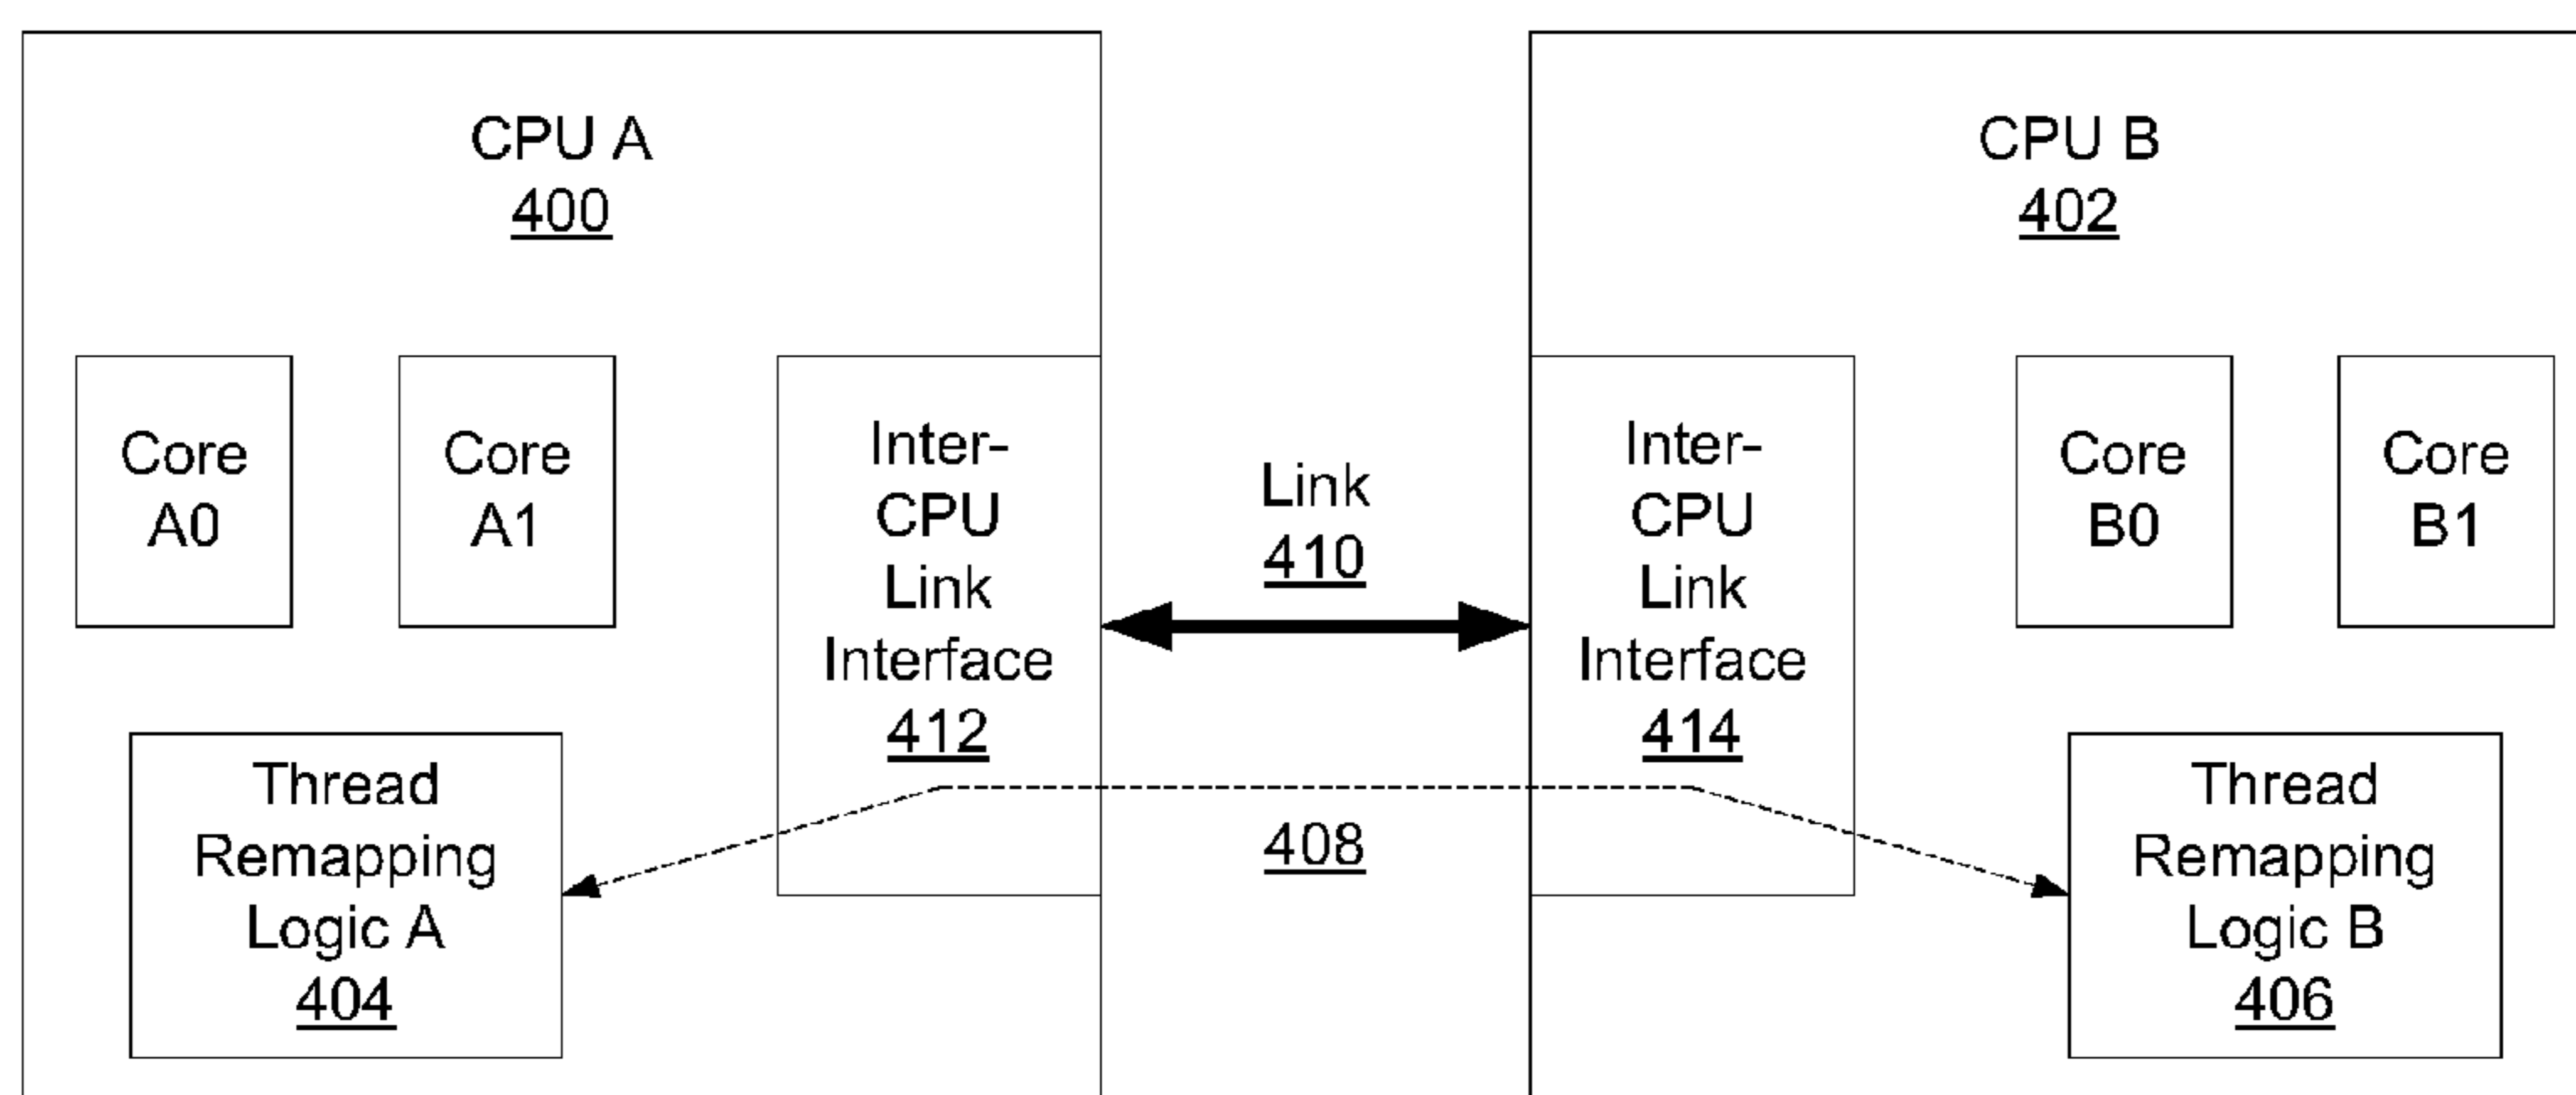 CPU A
400
CPU B
402
Core
A0
Core
A1
Inter-
CPU
Link
Interface
412
Link
410
Inter-
CPU
Link
Interface
414
Core
B0
Core
B1
Thread
Remapping
Logic A
404
408
Thread
Remapping
Logic B
406